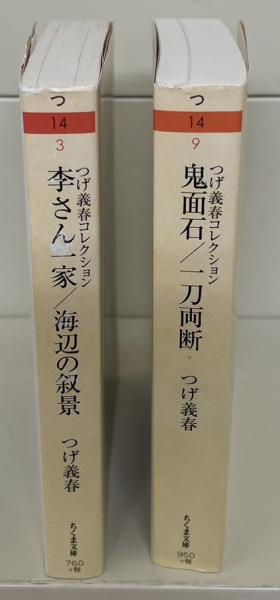 つ
14
3
つげ義春コレクション
李さん一家/海辺の叙景
つげ義春
ちくま文庫
760
+税
つ
14
9
つげ義春コレクション
鬼面石/一刀両断
つげ義春
ちくま文庫
950
+税